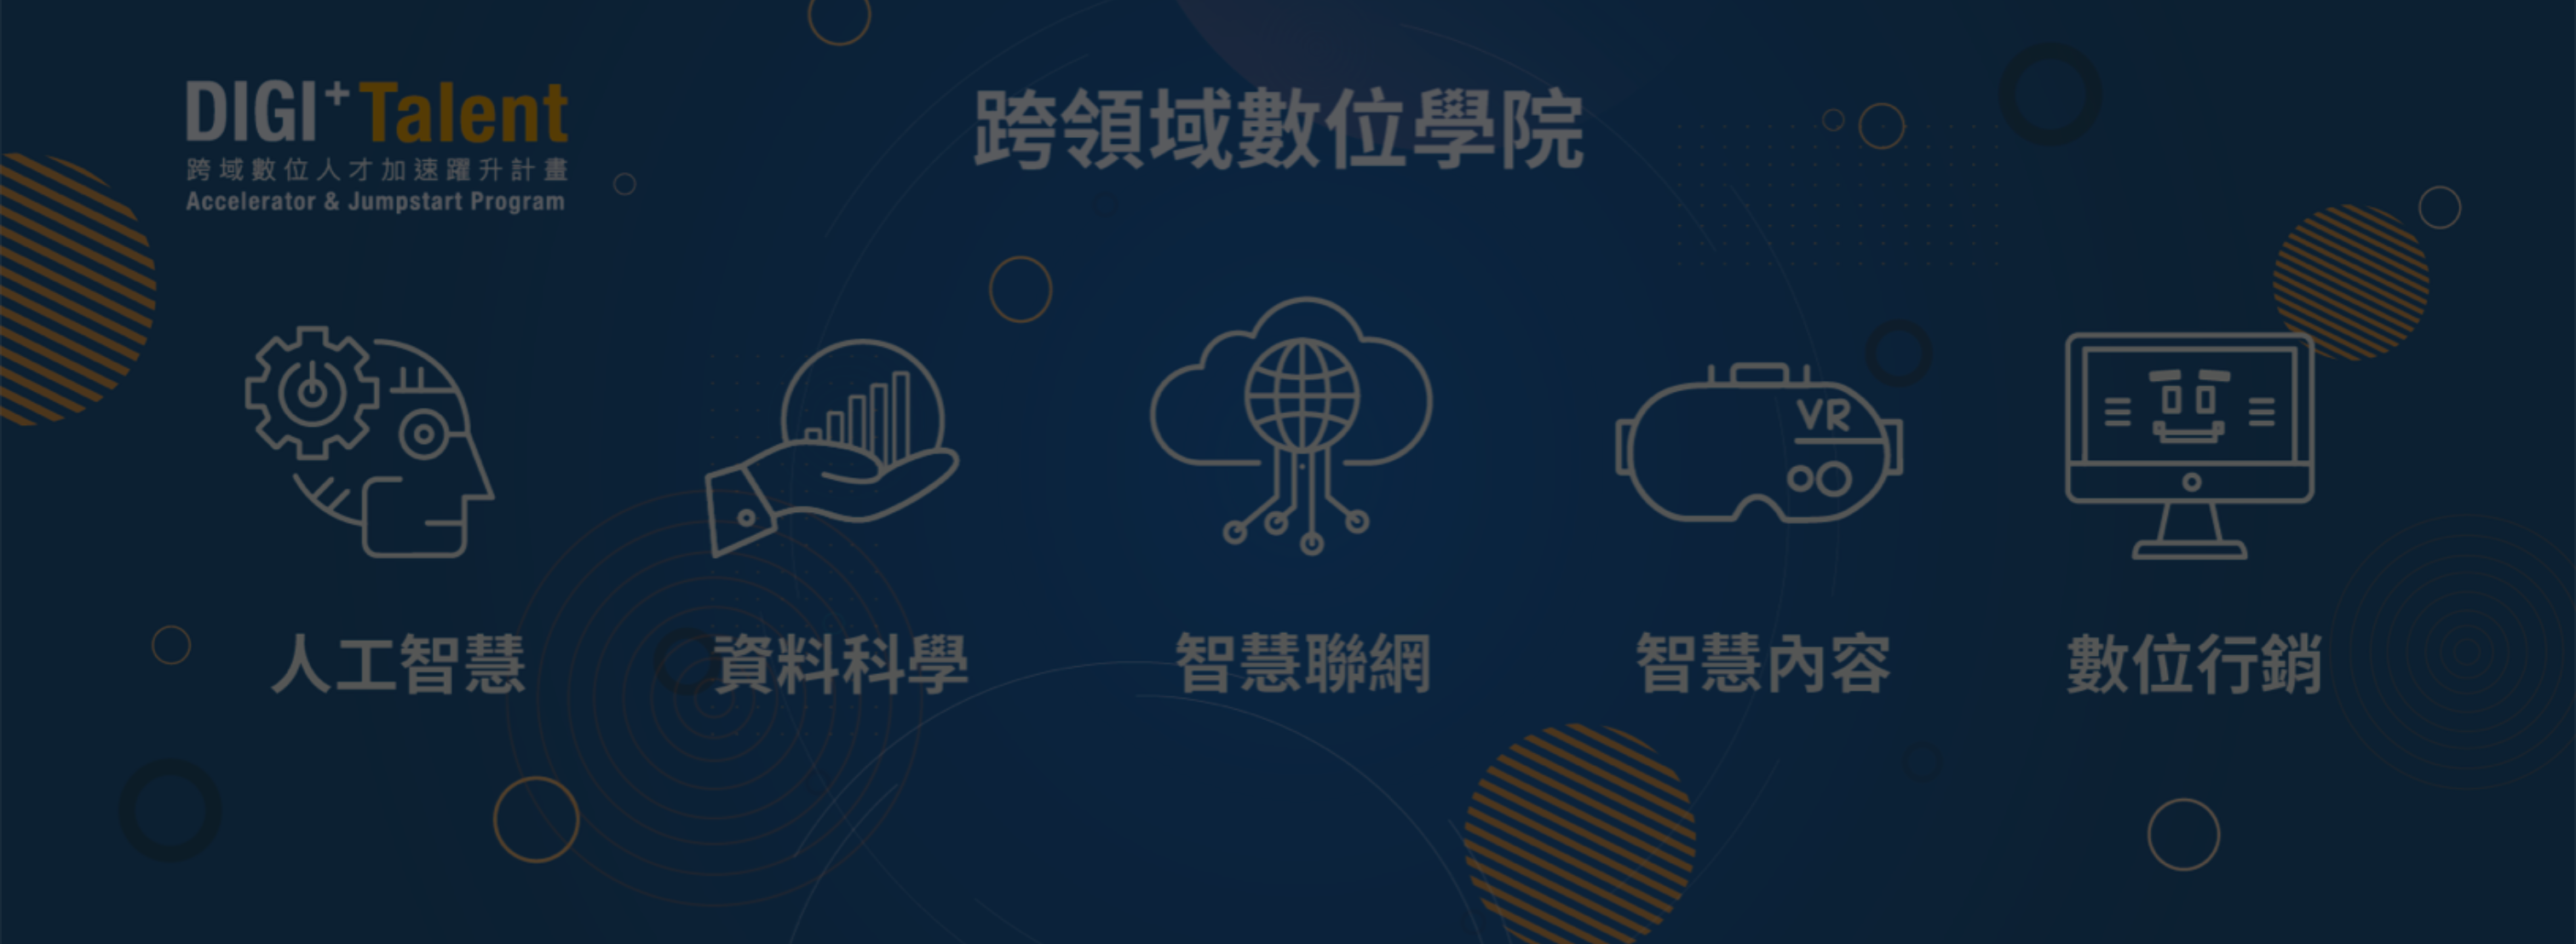 DIGI+Talent
跨域數位人才加速躍升計畫
Accelerator & Jumpstart Program
跨領域數位學院
VR
人工智慧
資料科學
智慧聯網
智慧內容
數位行銷